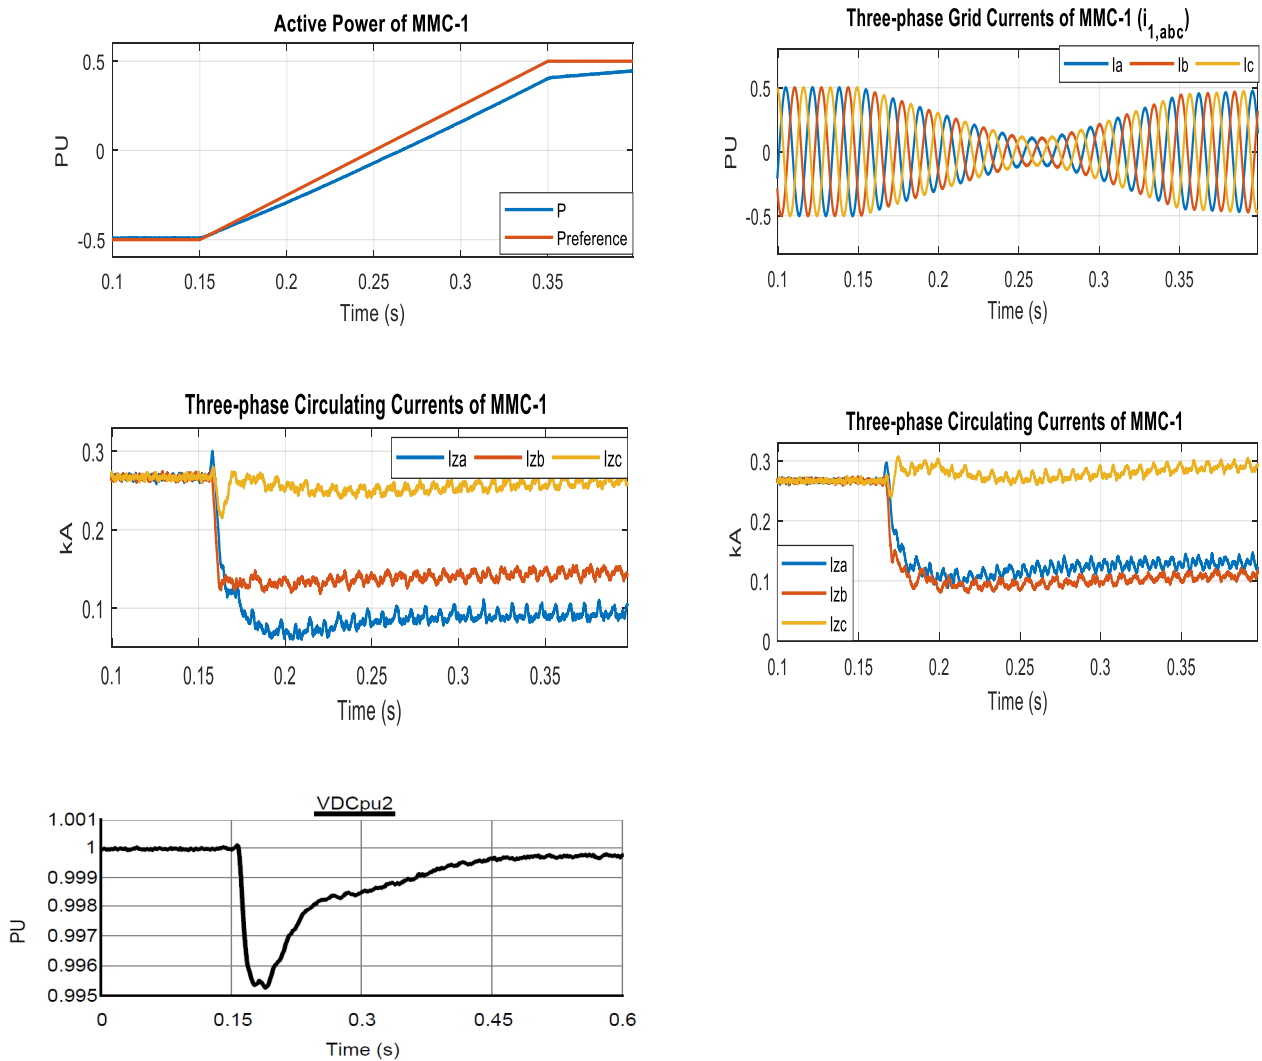 Active Power of MMC-1
0.5
0
-0.5
PU
P
Preference
0.1 0.15 0.2 0.25 0.3 0.35
Time (s)
Three-phase Grid Currents of MMC-1 (i1,abc)
Ia Ib Ic
0.5
0
-0.5
PU
0.1 0.15 0.2 0.25 0.3 0.35
Time (s)
Three-phase Circulating Currents of MMC-1
Iza Izb Izc
0.3
0.2
0.1
kA
0.1 0.15 0.2 0.25 0.3 0.35
Time (s)
Three-phase Circulating Currents of MMC-1
0.3
0.2
0.1
0
kA
Iza
Izb
Izc
0.1 0.15 0.2 0.25 0.3 0.35
Time (s)
VDCpu2
1.001
1
0.999
0.998
0.997
0.996
0.995
PU
0 0.15 0.3 0.45 0.6
Time (s)